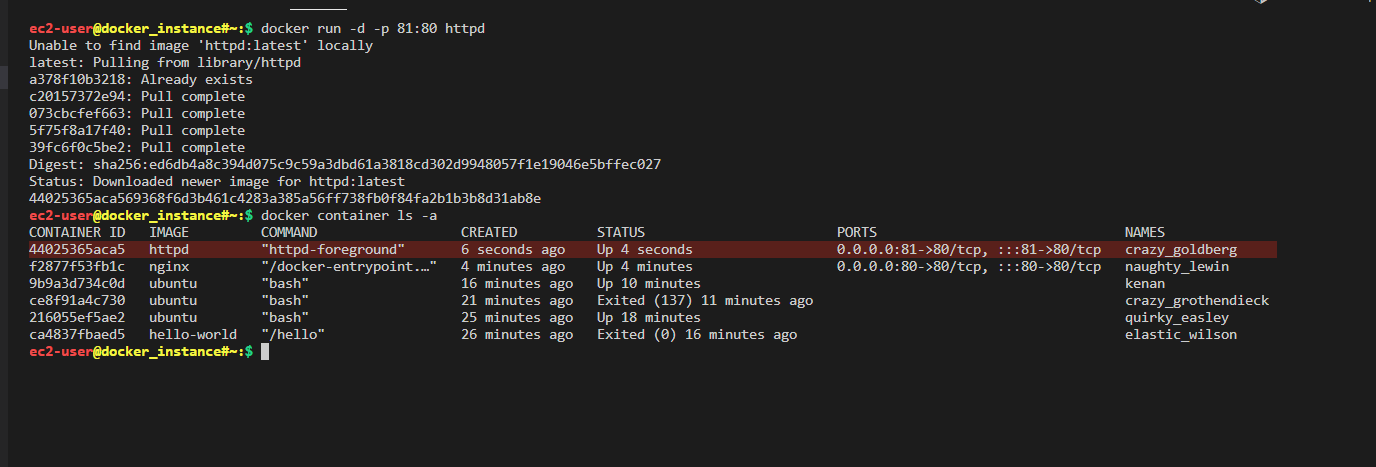 ec2-user@docker_instance#~:$ docker run -d -p 81:80 httpd
Unable to find image 'httpd:latest' locally
latest: Pulling from library/httpd
a378f10b3218: Already exists
c20157372e94: Pull complete
073cbcfef663: Pull complete
5f75f8a17f40: Pull complete
39fc6f0c5be2: Pull complete
Digest: sha256:ed6db4a8c394d075c9c59a3dbd61a3818cd302d9948057f1e19046e5bffec027
Status: Downloaded newer image for httpd:latest
44025365aca569368f6d3b461c4283a385a56ff738fb0f84fa2b1b3b8d31ab8e
ec2-user@docker_instance#~:$ docker container ls -a
CONTAINER ID   IMAGE         COMMAND                  CREATED          STATUS                        PORTS                               NAMES
44025365aca5   httpd         "httpd-foreground"       6 seconds ago    Up 4 seconds                  0.0.0.0:81->80/tcp, :::81->80/tcp   crazy_goldberg
f2877f53fb1c   nginx         "/docker-entrypoint.…"   4 minutes ago    Up 4 minutes                  0.0.0.0:80->80/tcp, :::80->80/tcp   naughty_lewin
9b9a3d734c0d   ubuntu        "bash"                   16 minutes ago   Up 10 minutes                                                     kenan
ce8f91a4c730   ubuntu        "bash"                   21 minutes ago   Exited (137) 11 minutes ago                                       crazy_grothendieck
216055ef5ae2   ubuntu        "bash"                   25 minutes ago   Up 18 minutes                                                     quirky_easley
ca4837fbaed5   hello-world   "/hello"                 26 minutes ago   Exited (0) 16 minutes ago                                         elastic_wilson
ec2-user@docker_instance#~:$